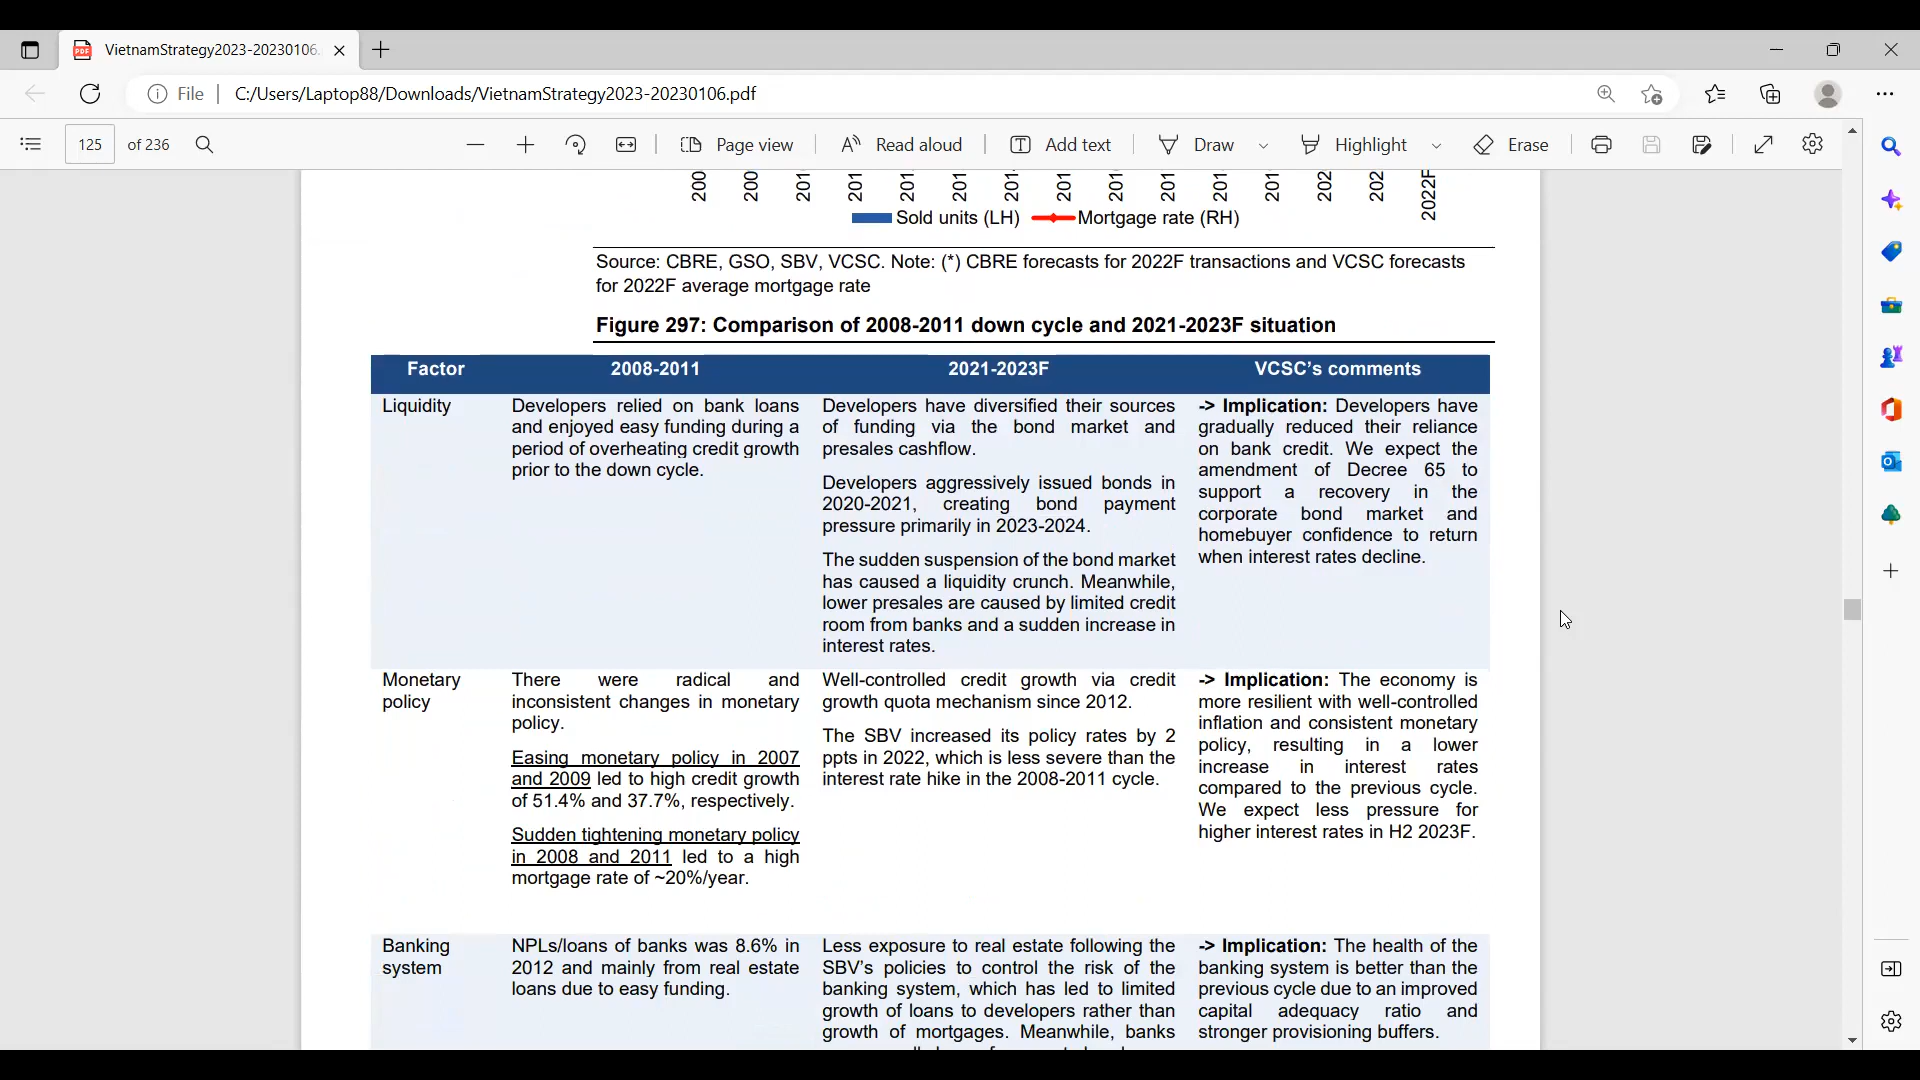 VietnamStrategy2023-20230106.
File
C:/Users/Laptop88/Downloads/VietnamStrategy2023-20230106.pdf
125 of 236
Page view
Read aloud
Add text
Draw
Highlight
Erase
2022F
Sold units (LH) Mortgage rate (RH)
Source: CBRE, GSO, SBV, VCSC. Note: (*) CBRE forecasts for 2022F transactions and VCSC forecasts
for 2022F average mortgage rate
Figure 297: Comparison of 2008-2011 down cycle and 2021-2023F situation
Factor 2008-2011 2021-2023F VCSC's comments
Liquidity
Developers relied on bank loans
and enjoyed easy funding during a
period of overheating credit growth
prior to the down cycle.
Developers have diversified their sources
of funding via the bond market and
presales cashflow.
Developers aggressively issued bonds in
2020-2021, creating bond payment
pressure primarily in 2023-2024.
The sudden suspension of the bond market
has caused a liquidity crunch. Meanwhile,
lower presales are caused by limited credit
room from banks and a sudden increase in
interest rates.
-> Implication: Developers have
gradually reduced their reliance
on bank credit. We expect the
amendment of Decree 65 to
support a recovery in the
corporate bond market and
homebuyer confidence to return
when interest rates decline.
Monetary
policy
There were radical and
inconsistent changes in monetary
policy.
Easing monetary policy in 2007
and 2009 led to high credit growth
of 51.4% and 37.7%, respectively.
Sudden tightening monetary policy
in 2008 and 2011 led to a high
mortgage rate of ~20%/year.
Well-controlled credit growth via credit
growth quota mechanism since 2012.
The SBV increased its policy rates by 2
ppts in 2022, which is less severe than the
interest rate hike in the 2008-2011 cycle.
-> Implication: The economy is
more resilient with well-controlled
inflation and consistent monetary
policy, resulting in a lower
increase in interest rates
compared to the previous cycle.
We expect less pressure for
higher interest rates in H2 2023F.
Banking
system
NPLs/loans of banks was 8.6% in
2012 and mainly from real estate
loans due to easy funding.
Less exposure to real estate following the
SBV's policies to control the risk of the
banking system, which has led to limited
growth of loans to developers rather than
growth of mortgages. Meanwhile, banks
-> Implication: The health of the
banking system is better than the
previous cycle due to an improved
capital adequacy ratio and
stronger provisioning buffers.